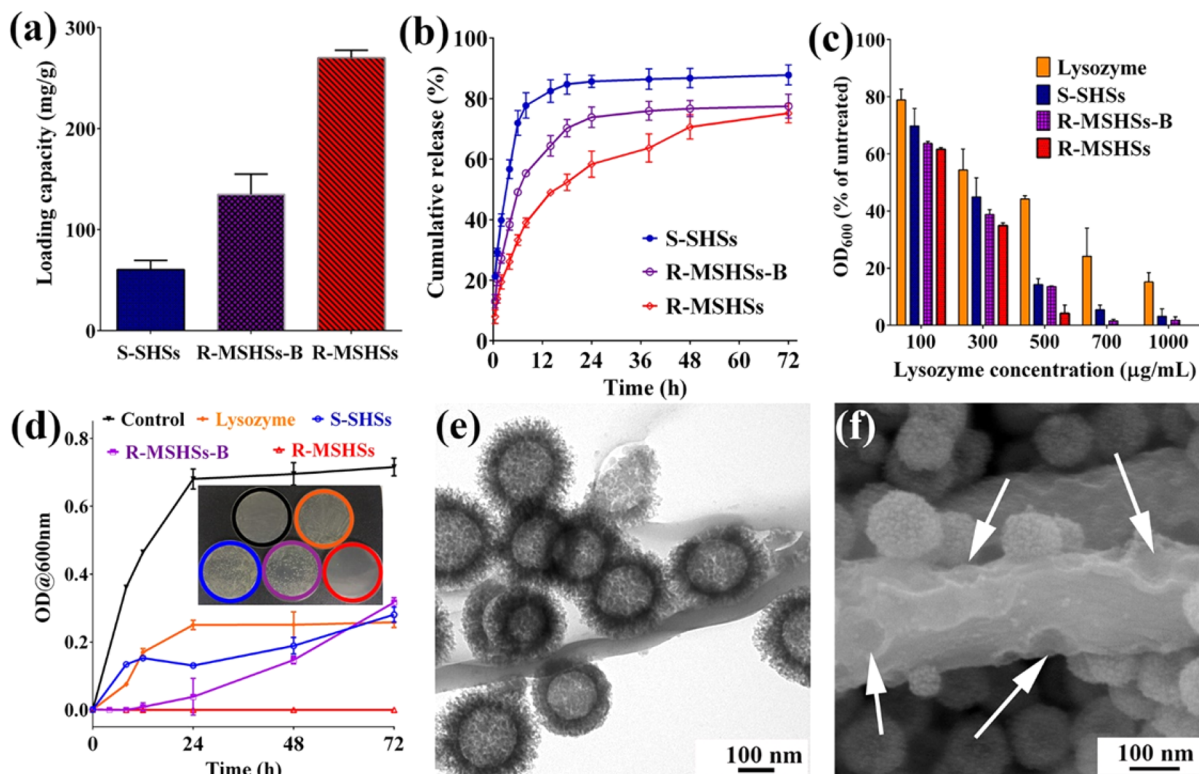 (a)
Loading capacity (mg/g)
300
200
100
0
S-SHSs
R-MSHSs-B
R-MSHSs
(b)
Cumulative release (%)
100
80
60
40
20
0
S-SHSs
R-MSHSs-B
R-MSHSs
0
12
24
36
48
60
72
Time (h)
(c)
OD600 (% of untreated)
80
60
40
20
0
Lysozyme
S-SHSs
R-MSHSs-B
R-MSHSs
100
300
500
700
1000
Lysozyme concentration (μg/mL)
(d)
Control
Lysozyme
S-SHSs
R-MSHSs-B
R-MSHSs
OD@600nm
0.8
0.6
0.4
0.2
0.0
0
24
48
72
Time (h)
(e)
100 nm
(f)
100 nm